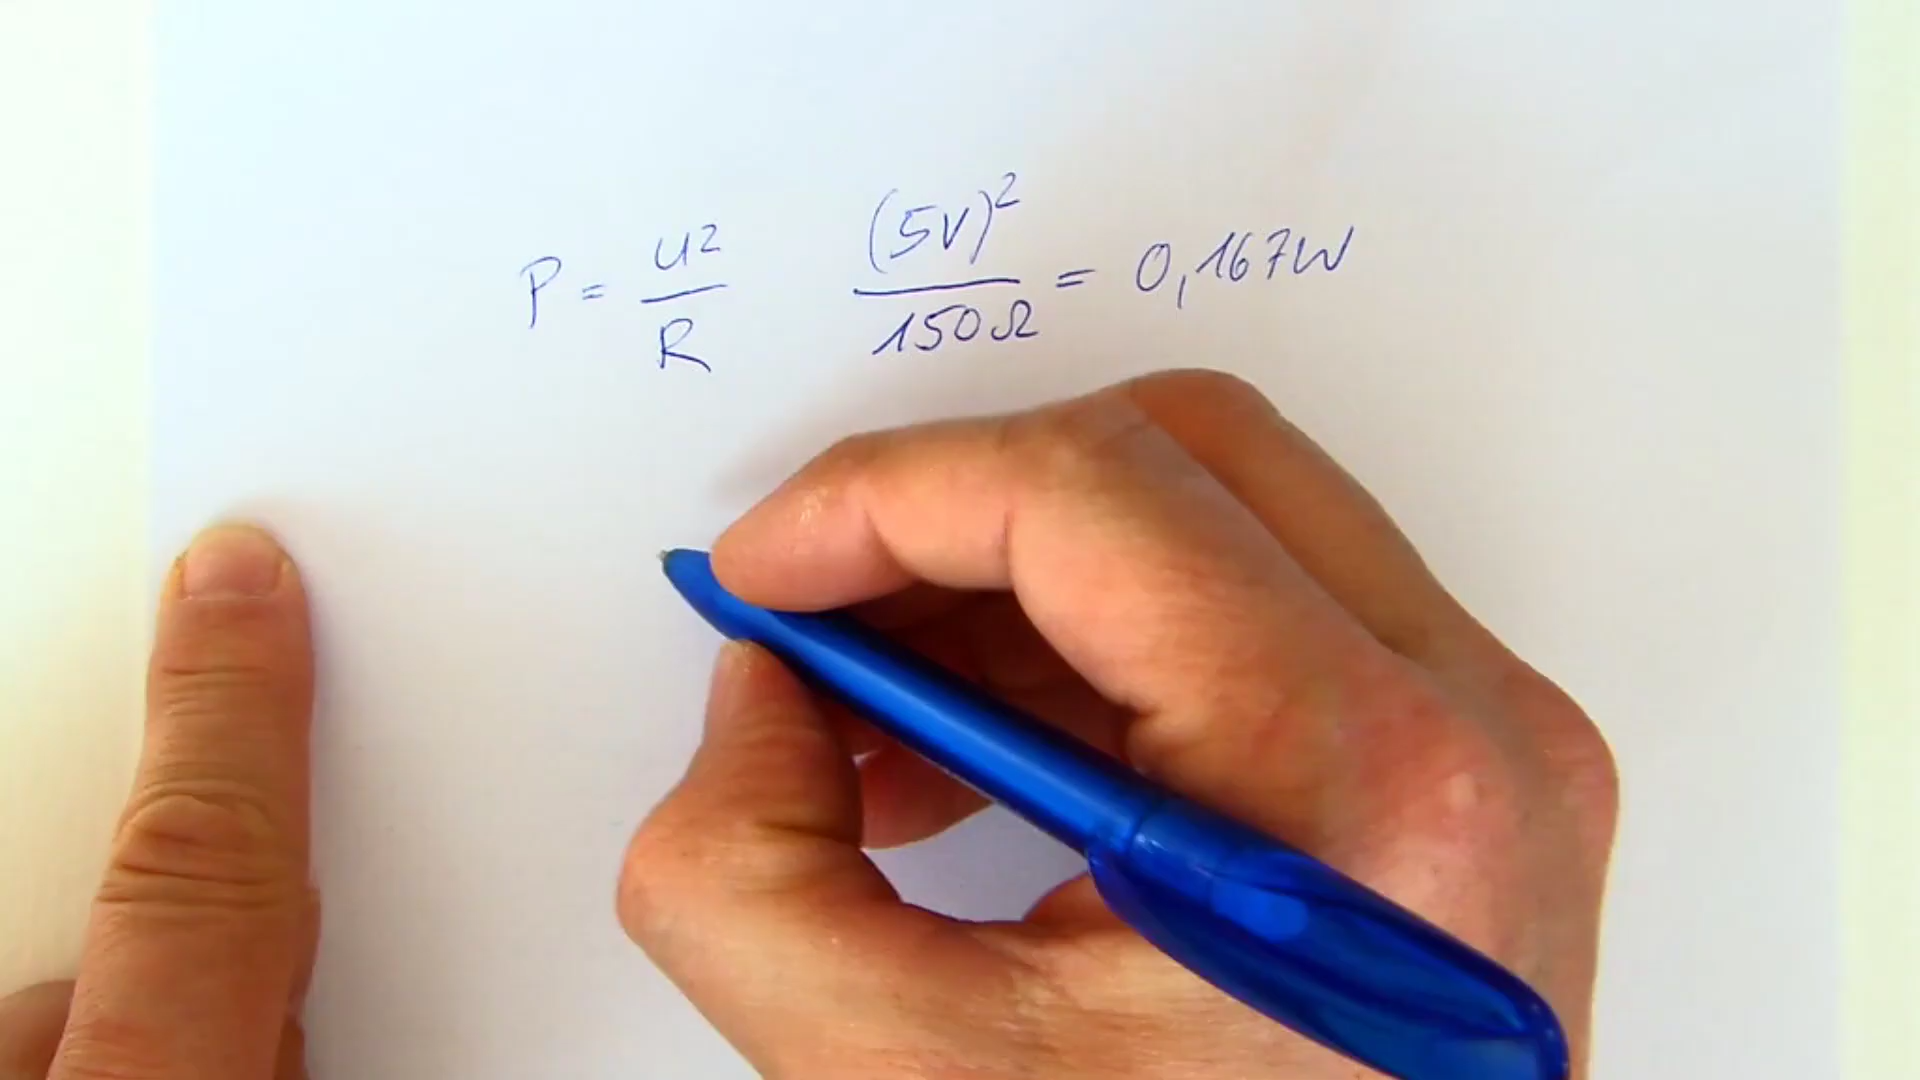 P = U²/R (5V)²/150Ω = 0,167W